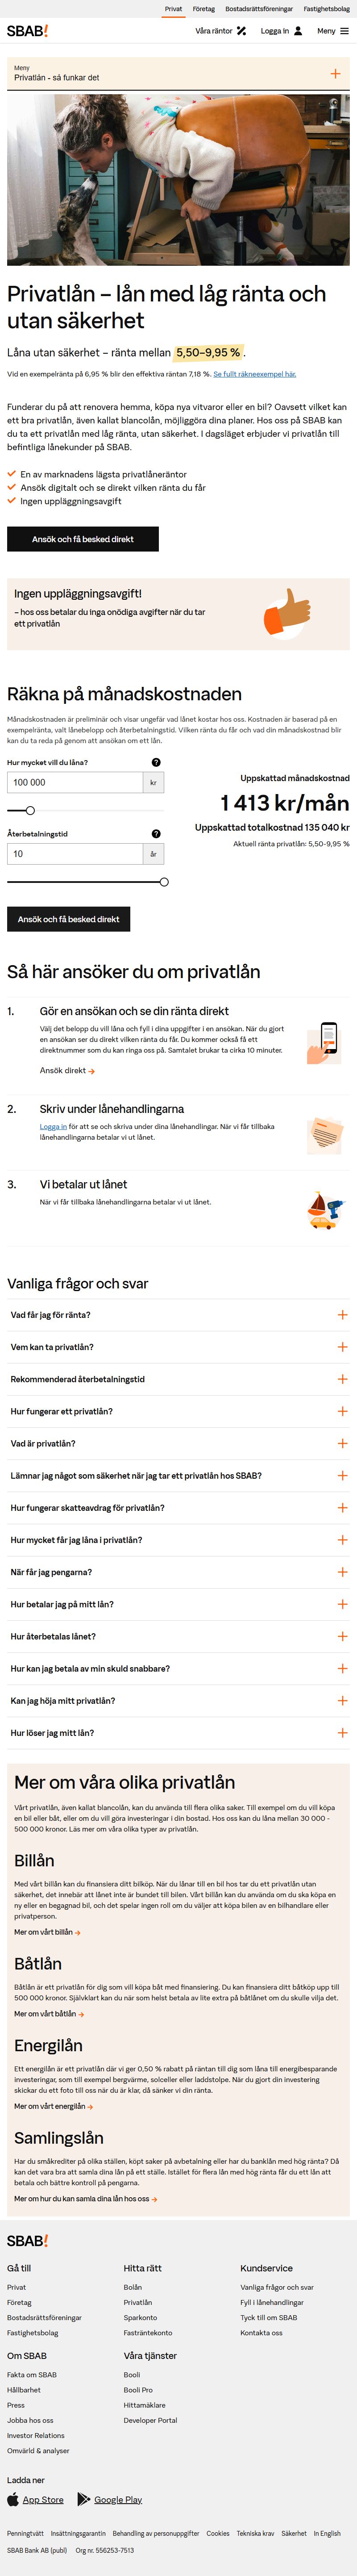 Privat Företag Bostadsrättsföreningar Fastighetsbolag
SBAB! Våra räntor Logga in Meny
Meny
Privatlån - så funkar det
Privatlån – lån med låg ränta och
utan säkerhet
Låna utan säkerhet – ränta mellan 5,50–9,95 %.
Vid en exempelränta på 6,95 % blir den effektiva räntan 7,18 %. Se fullt räkneexempel här.
Funderar du på att renovera hemma, köpa nya vitvaror eller en bil? Oavsett vilket kan
ett bra privatlån, även kallat blancolån, möjliggöra dina planer. Hos oss på SBAB kan
du ta ett privatlån med låg ränta, utan säkerhet. I dagsläget erbjuder vi privatlån till
befintliga lånekunder på SBAB.
En av marknadens lägsta privatlåneräntor
Ansök digitalt och se direkt vilken ränta du får
Ingen uppläggningsavgift
Ansök och få besked direkt
Ingen uppläggningsavgift!
– hos oss betalar du inga onödiga avgifter när du tar
ett privatlån
Räkna på månadskostnaden
Månadskostnaden är preliminär och visar ungefär vad lånet kostar hos oss. Kostnaden är baserad på en
exempelränta, valt lånebelopp och återbetalningstid. Vilken ränta du får och vad din månadskostnad blir
kan du ta reda på genom att ansökan om ett lån.
Hur mycket vill du låna? ?
100 000 kr
Återbetalningstid ?
10 år
Uppskattad månadskostnad
1 413 kr/mån
Uppskattad totalkostnad 135 040 kr
Aktuell ränta privatlån: 5,50-9,95 %
Ansök och få besked direkt
Så här ansöker du om privatlån
1. Gör en ansökan och se din ränta direkt
Välj det belopp du vill låna och fyll i dina uppgifter i en ansökan. När du gjort
en ansökan ser du direkt vilken ränta du får. Du kommer också få ett
direktnummer som du kan ringa oss på. Samtalet brukar ta cirka 10 minuter.
Ansök direkt
2. Skriv under lånehandlingarna
Logga in för att se och skriva under dina lånehandlingar. När vi får tillbaka
lånehandlingarna betalar vi ut lånet.
3. Vi betalar ut lånet
När vi får tillbaka lånehandlingarna betalar vi ut lånet.
Vanliga frågor och svar
Vad får jag för ränta?
Vem kan ta privatlån?
Rekommenderad återbetalningstid
Hur fungerar ett privatlån?
Vad är privatlån?
Lämnar jag något som säkerhet när jag tar ett privatlån hos SBAB?
Hur fungerar skatteavdrag för privatlån?
Hur mycket får jag låna i privatlån?
När får jag pengarna?
Hur betalar jag på mitt lån?
Hur återbetalas lånet?
Hur kan jag betala av min skuld snabbare?
Kan jag höja mitt privatlån?
Hur löser jag mitt lån?
Mer om våra olika privatlån
Vårt privatlån, även kallat blancolån, kan du använda till flera olika saker. Till exempel om du vill köpa
en bil eller båt, eller om du vill göra investeringar i din bostad. Hos oss kan du låna mellan 30 000 -
500 000 kronor. Läs mer om våra olika typer av privatlån.
Billån
Med vårt billån kan du finansiera ditt bilköp. När du lånar till en bil hos tar du ett privatlån utan
säkerhet, det innebär att lånet inte är bundet till bilen. Vårt billån kan du använda om du ska köpa en
ny eller en begagnad bil, och det spelar ingen roll om du väljer att köpa bilen av en bilhandlare eller
privatperson.
Mer om vårt billån
Båtlån
Båtlån är ett privatlån för dig som vill köpa båt med finansiering. Du kan finansiera ditt båtköp upp till
500 000 kronor. Självklart kan du när som helst betala av lite extra på båtlånet om du skulle vilja det.
Mer om vårt båtlån
Energilån
Ett energilån är ett privatlån där vi ger 0,50 % rabatt på räntan till dig som låna till energibesparande
investeringar, som till exempel bergvärme, solceller eller laddstolpe. När du gjort din investering
skickar du ett foto till oss när du är klar, då sänker vi din ränta.
Mer om vårt energilån
Samlingslån
Har du småkrediter på olika ställen, köpt saker på avbetalning eller har du banklån med hög ränta? Då
kan det vara bra att samla dina lån på ett ställe. Istället för flera lån med hög ränta får du ett lån att
betala och bättre kontroll på pengarna.
Mer om hur du kan samla dina lån hos oss
SBAB!
Gå till
Privat
Företag
Bostadsrättsföreningar
Fastighetsbolag
Hitta rätt
Bolån
Privatlån
Sparkonto
Fasträntekonto
Kundservice
Vanliga frågor och svar
Fyll i lånehandlingar
Tyck till om SBAB
Kontakta oss
Om SBAB
Fakta om SBAB
Hållbarhet
Press
Jobba hos oss
Investor Relations
Omvärld & analyser
Våra tjänster
Booli
Booli Pro
Hittamäklare
Developer Portal
Ladda ner
App Store Google Play
Penningtvätt Insättningsgarantin Behandling av personuppgifter Cookies Tekniska krav Säkerhet In English
SBAB Bank AB (publ) Org nr. 556253-7513